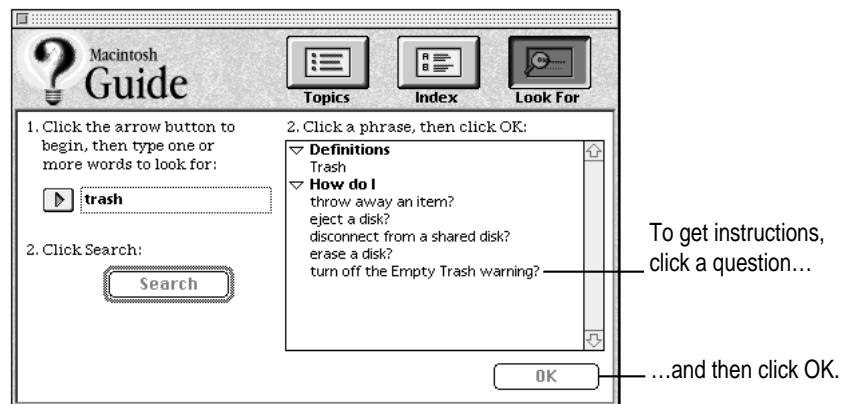 Macintosh
Guide
Topics
Index
Look For
1. Click the arrow button to
begin, then type one or
more words to look for:
trash
2. Click Search:
Search
2. Click a phrase, then click OK:
Definitions
Trash
How do I
throw away an item?
eject a disk?
disconnect from a shared disk?
erase a disk?
turn off the Empty Trash warning?
OK
To get instructions,
click a question…
…and then click OK.